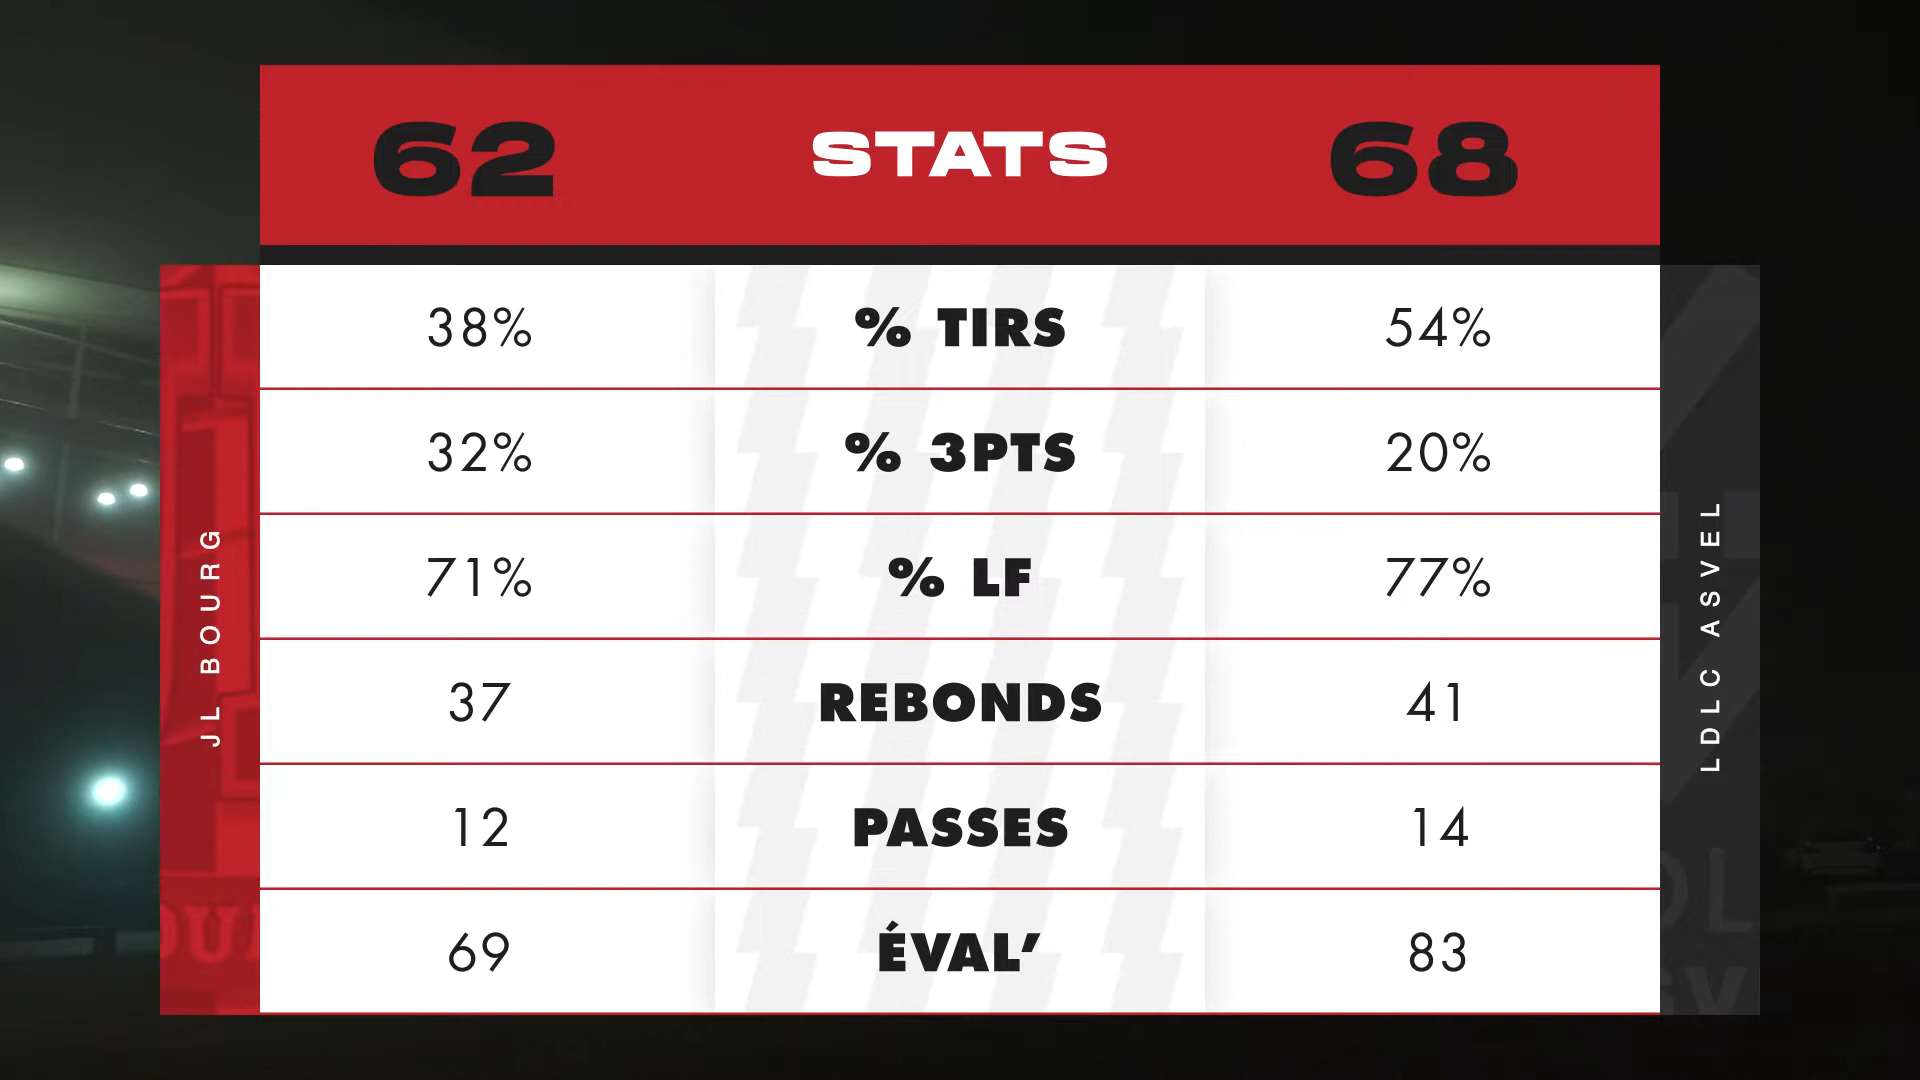 62 STATS 68
38% % TIRS 54%
32% % 3PTS 20%
71% % LF 77%
37 REBONDS 41
12 PASSES 14
69 ÉVAL’ 83
JL BOURG
LDLC ASVEL